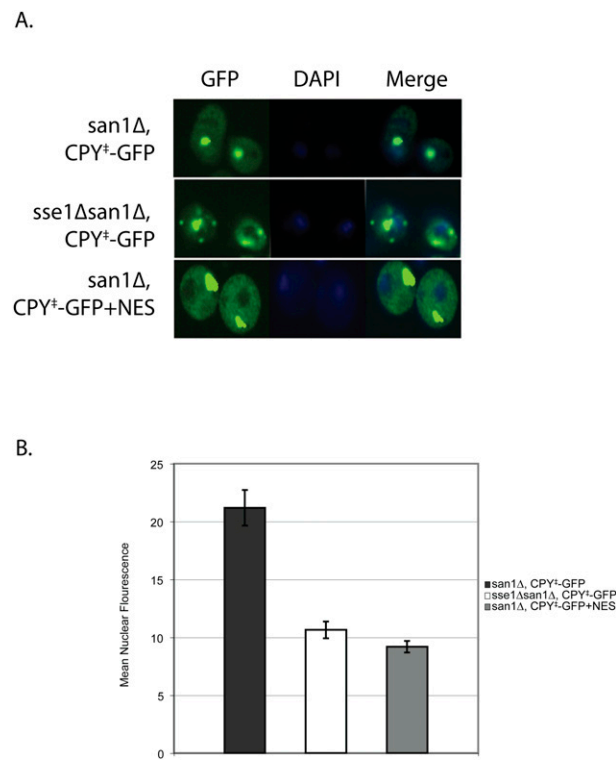 A.
GFP DAPI Merge
san1Δ,
CPY‡-GFP
sse1Δsan1Δ,
CPY‡-GFP
san1Δ,
CPY‡-GFP+NES
B.
25
20
15
10
5
0
Mean Nuclear Flourescence
san1Δ, CPY‡-GFP
sse1Δsan1Δ, CPY‡-GFP
san1Δ, CPY‡-GFP+NES